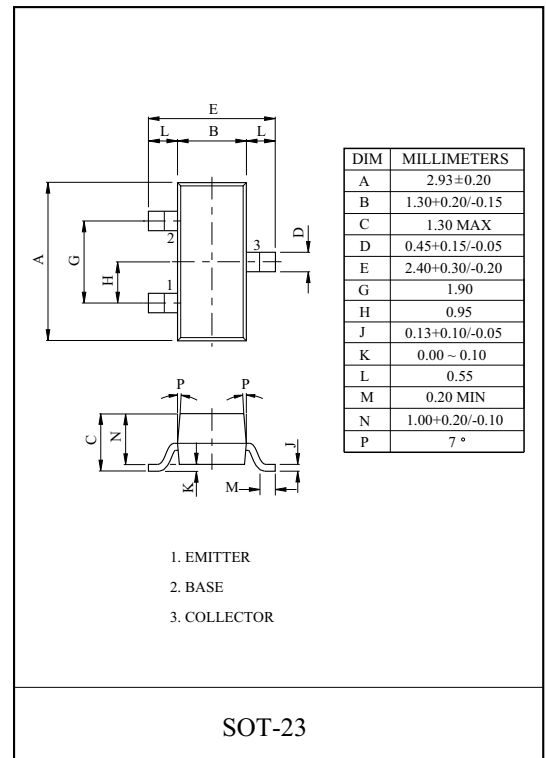 E
L B L
A
G
H
D
2
3
1
DIM MILLIMETERS
A 2.93±0.20
B 1.30+0.20/-0.15
C 1.30 MAX
D 0.45+0.15/-0.05
E 2.40+0.30/-0.20
G 1.90
H 0.95
J 0.13+0.10/-0.05
K 0.00 ~ 0.10
L 0.55
M 0.20 MIN
N 1.00+0.20/-0.10
P 7 °
P P
C
N
K
M
J
1. EMITTER
2. BASE
3. COLLECTOR
SOT-23